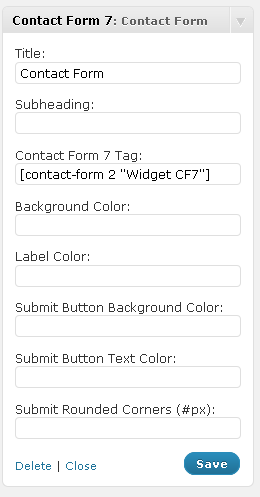 Contact Form 7: Contact Form
Title:
Contact Form
Subheading:
Contact Form 7 Tag:
[contact-form 2 "Widget CF7"]
Background Color:
Label Color:
Submit Button Background Color:
Submit Button Text Color:
Submit Rounded Corners (#px):
Delete | Close Save